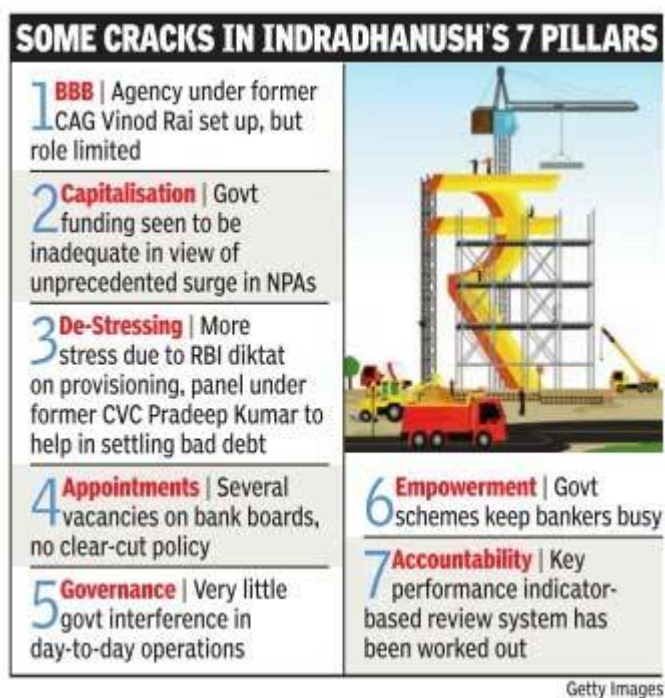 SOME CRACKS IN INDRADHANUSH'S 7 PILLARS
1 BBB | Agency under former
CAG Vinod Rai set up, but
role limited
2 Capitalisation | Govt
funding seen to be
inadequate in view of
unprecedented surge in NPAs
3 De-Stressing | More
stress due to RBI diktat
on provisioning, panel under
former CVC Pradeep Kumar to
help in settling bad debt
4 Appointments | Several
vacancies on bank boards,
no clear-cut policy
5 Governance | Very little
govt interference in
day-to-day operations
6 Empowerment | Govt
schemes keep bankers busy
7 Accountability | Key
performance indicator-
based review system has
been worked out
Getty Images